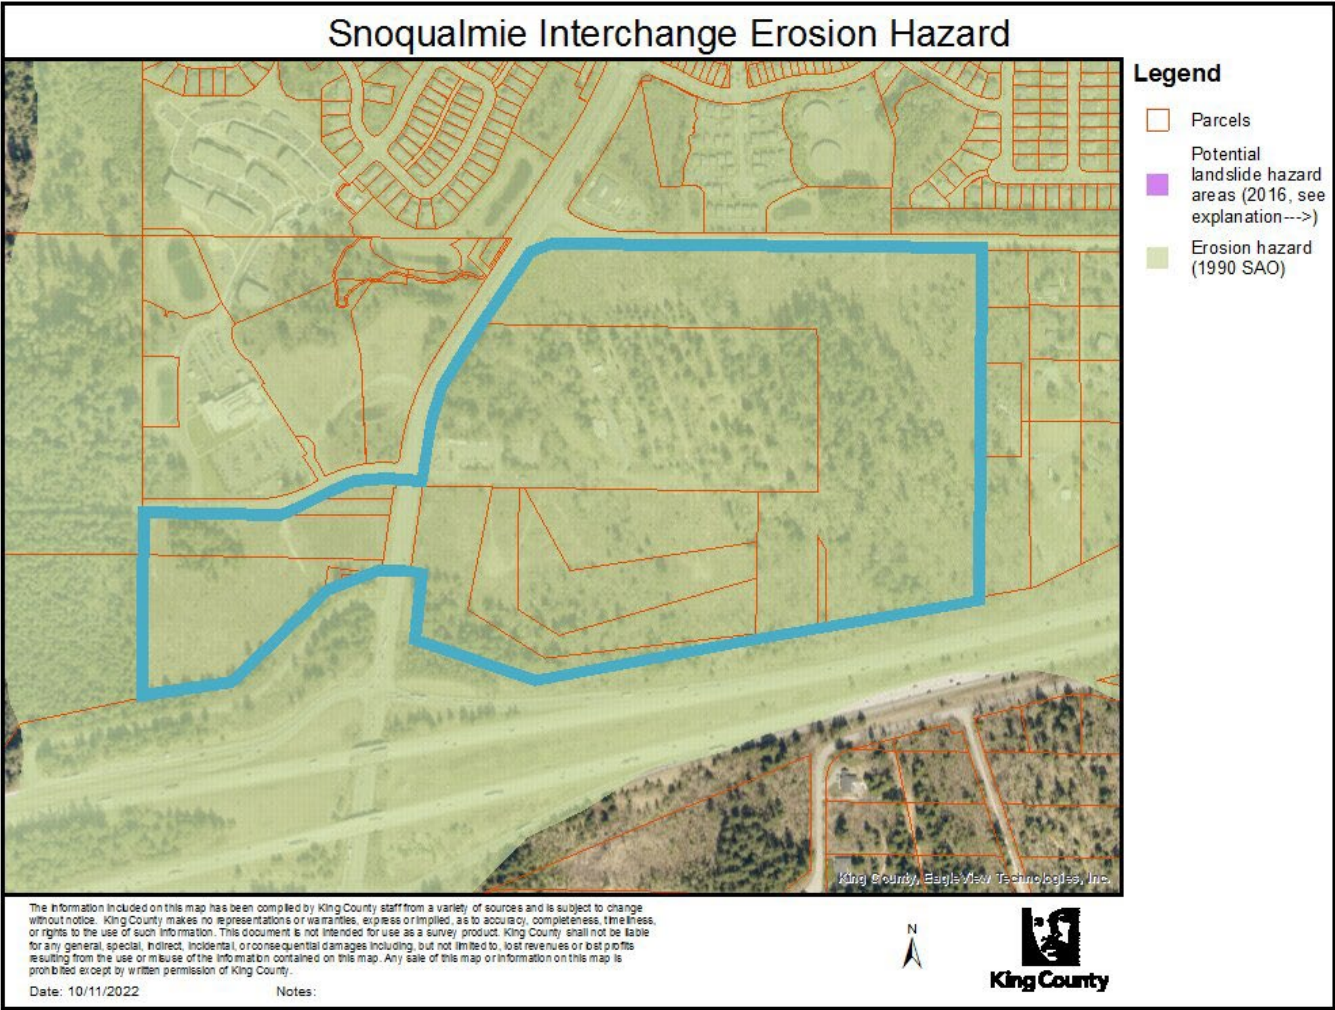 Snoqualmie Interchange Erosion Hazard
Legend
Parcels
Potential
landslide hazard
areas (2016, see
explanation--->)
Erosion hazard
(1990 SAO)
King County, EagleView Technologies, Inc.
The information included on this map has been compiled by King County staff from a variety of sources and is subject to change
without notice. King County makes no representations or warranties, express or implied, as to accuracy, completeness, timeliness,
or rights to the use of such information. This document is not intended for use as a survey product. King County shall not be liable
for any general, special, indirect, incidental, or consequential damages including, but not limited to, lost revenues or lost profits
resulting from the use or misuse of the information contained on this map. Any sale of this map or information on this map is
prohibited except by written permission of King County.
Date: 10/11/2022
Notes:
N
King County